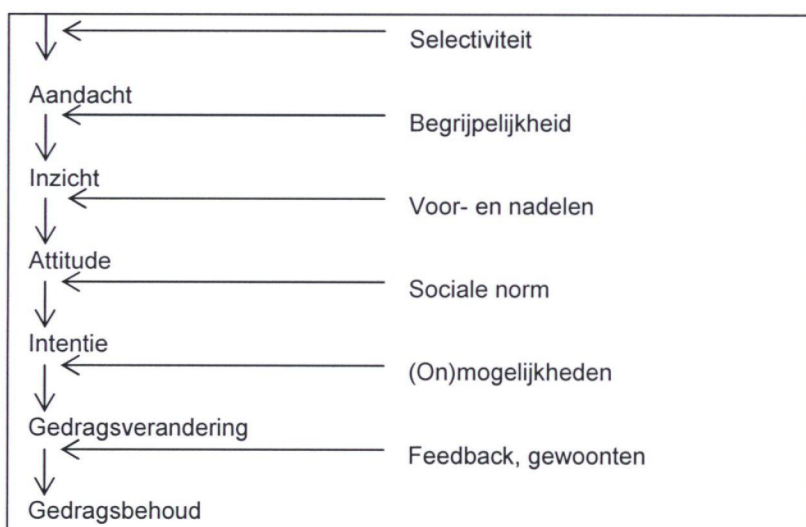 Selectiviteit
Aandacht
Begrijpelijkheid
Inzicht
Voor- en nadelen
Attitude
Sociale norm
Intentie
(On)mogelijkheden
Gedragsverandering
Feedback, gewoonten
Gedragsbehoud